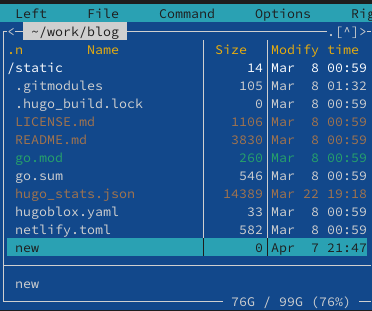 Left File Command Options
<- ~/work/blog .[^]>
.n Name Size Modify time
/static 14 Mar 8 00:59
.gitmodules 105 Mar 8 01:32
.hugo_build.lock 0 Mar 8 00:59
LICENSE.md 1106 Mar 8 00:59
README.md 3830 Mar 8 00:59
go.mod 260 Mar 8 00:59
go.sum 546 Mar 8 00:59
hugo_stats.json 14389 Mar 22 19:18
hugoblox.yaml 33 Mar 8 00:59
netlify.toml 582 Mar 8 00:59
new 0 Apr 7 21:47
new
76G / 99G (76%)